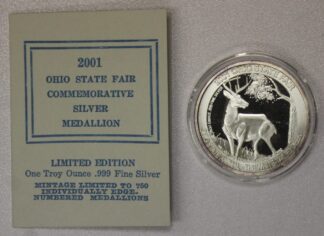 2001
OHIO STATE FAIR
COMMEMORATIVE
SILVER
MEDALLION
LIMITED EDITION
One Troy Ounce .999 Fine Silver
MINTAGE LIMITED TO 750
INDIVIDUALLY EDGE-
NUMBERED MEDALLIONS